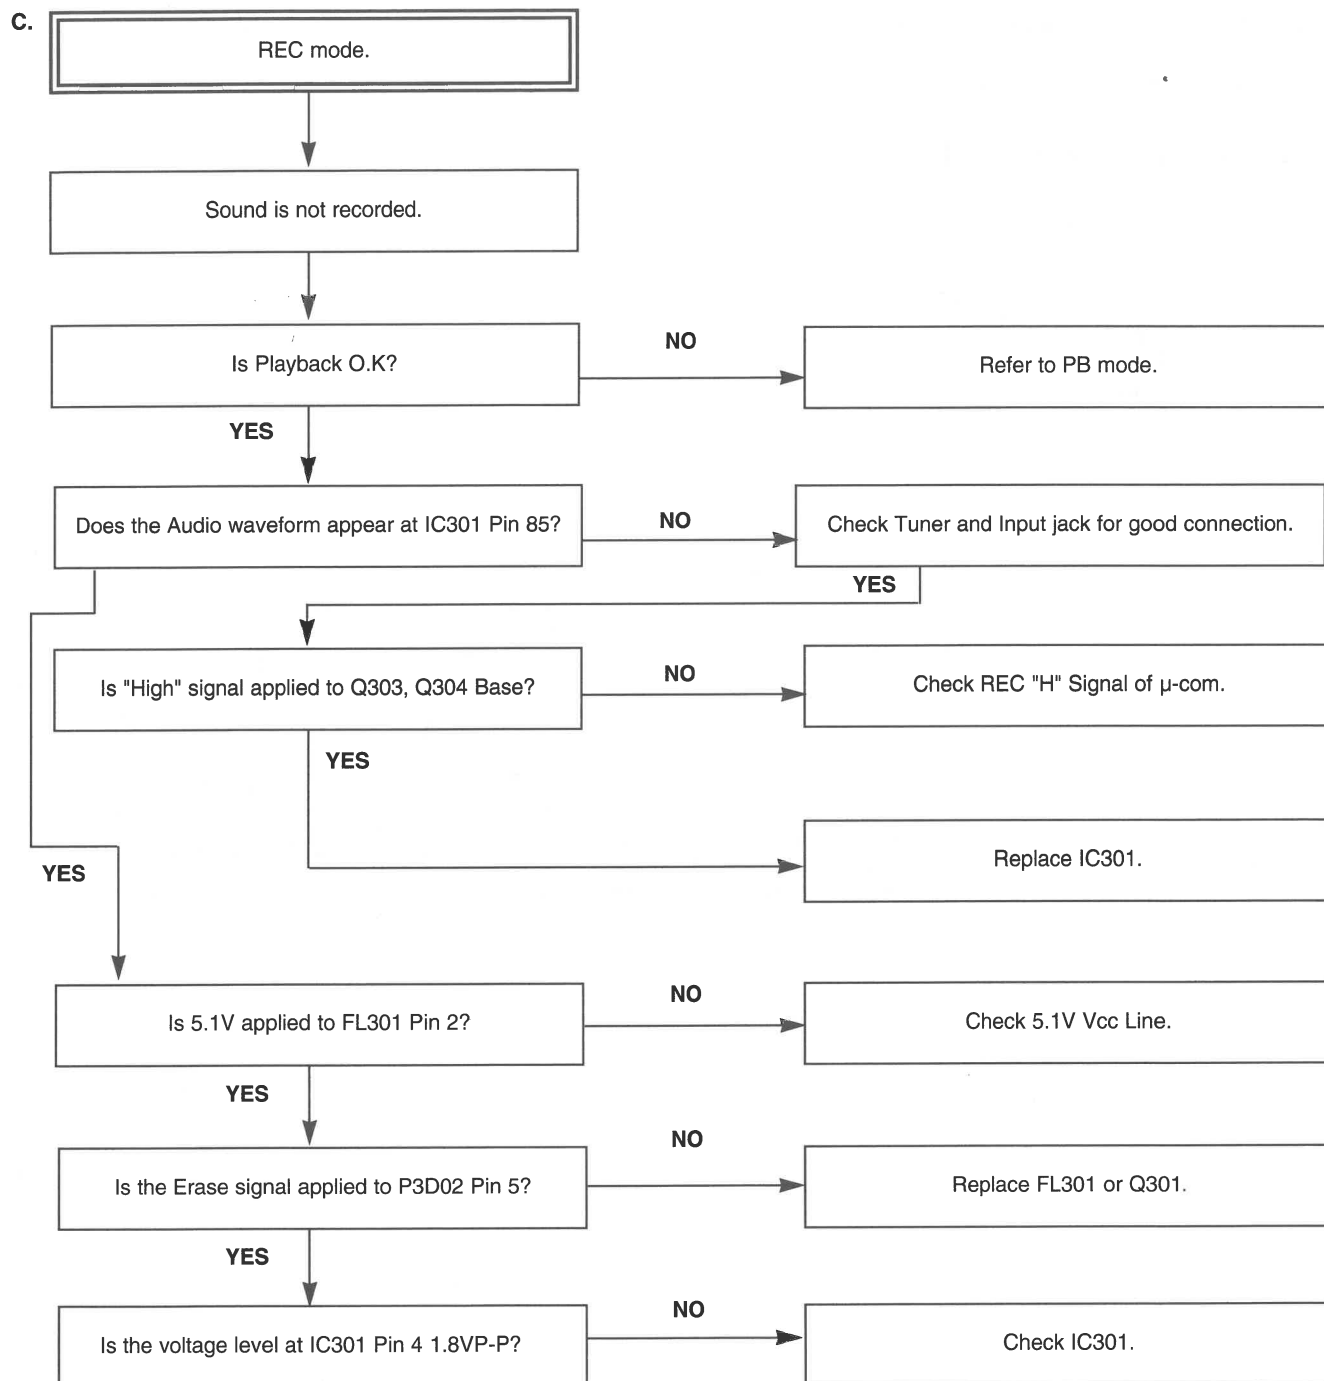 C.
REC mode.
Sound is not recorded.
Is Playback O.K?
NO
Refer to PB mode.
YES
Does the Audio waveform appear at IC301 Pin 85?
NO
Check Tuner and Input jack for good connection.
YES
Is "High" signal applied to Q303, Q304 Base?
NO
Check REC "H" Signal of µ-com.
YES
Replace IC301.
YES
Is 5.1V applied to FL301 Pin 2?
NO
Check 5.1V Vcc Line.
YES
Is the Erase signal applied to P3D02 Pin 5?
NO
Replace FL301 or Q301.
YES
Is the voltage level at IC301 Pin 4 1.8VP-P?
NO
Check IC301.